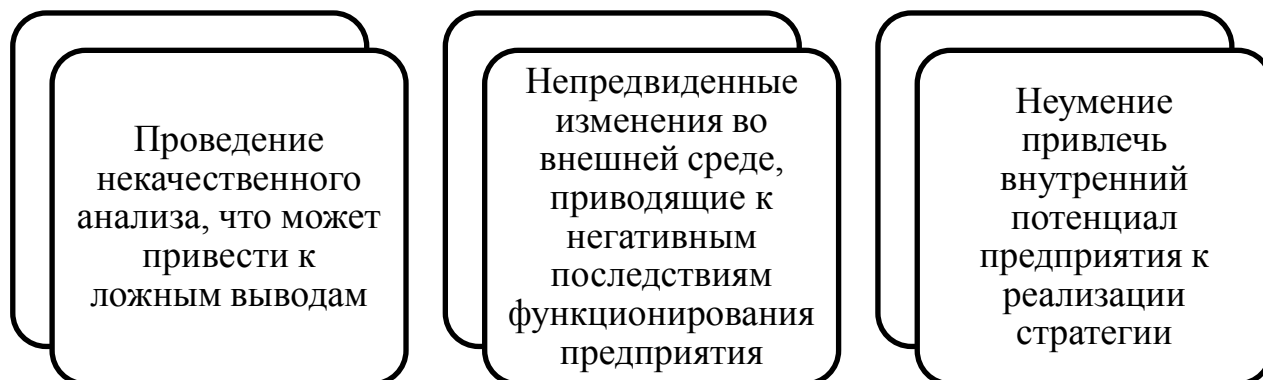 Проведение
некачественного
анализа, что может
привести к
ложным выводам
Непредвиденные
изменения во
внешней среде,
приводящие к
негативным
последствиям
функционирования
предприятия
Неумение
привлечь
внутренний
потенциал
предприятия к
реализации
стратегии